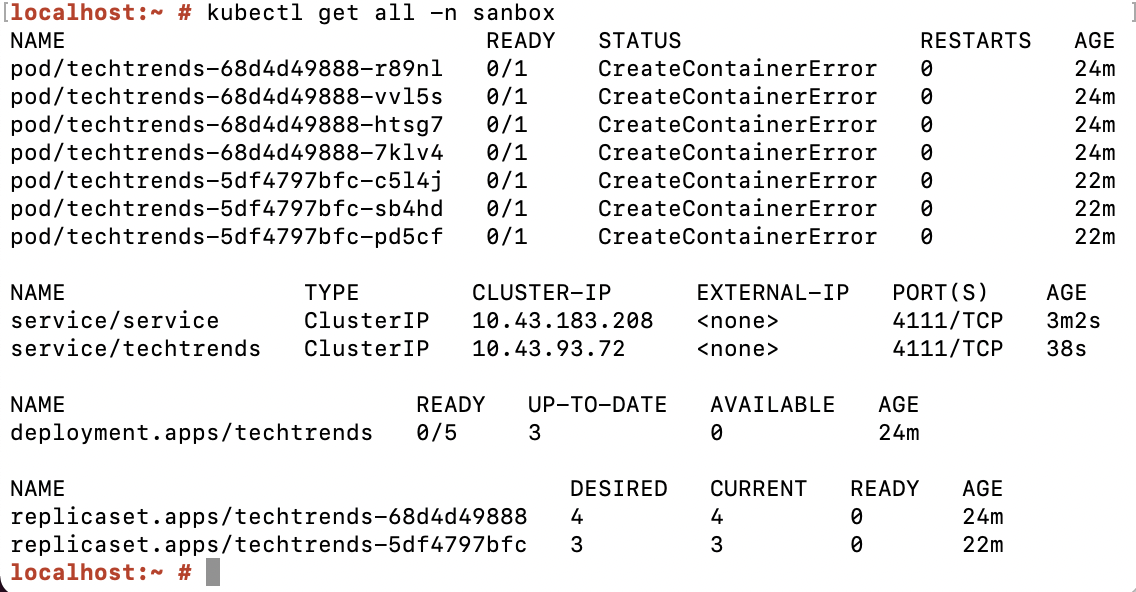 [localhost:~ # kubectl get all -n sanbox ]
NAME READY STATUS RESTARTS AGE
pod/techtrends-68d4d49888-r89nl 0/1 CreateContainerError 0 24m
pod/techtrends-68d4d49888-vvl5s 0/1 CreateContainerError 0 24m
pod/techtrends-68d4d49888-htsg7 0/1 CreateContainerError 0 24m
pod/techtrends-68d4d49888-7klv4 0/1 CreateContainerError 0 24m
pod/techtrends-5df4797bfc-c5l4j 0/1 CreateContainerError 0 22m
pod/techtrends-5df4797bfc-sb4hd 0/1 CreateContainerError 0 22m
pod/techtrends-5df4797bfc-pd5cf 0/1 CreateContainerError 0 22m
NAME TYPE CLUSTER-IP EXTERNAL-IP PORT(S) AGE
service/service ClusterIP 10.43.183.208 <none> 4111/TCP 3m2s
service/techtrends ClusterIP 10.43.93.72 <none> 4111/TCP 38s
NAME READY UP-TO-DATE AVAILABLE AGE
deployment.apps/techtrends 0/5 3 0 24m
NAME DESIRED CURRENT READY AGE
replicaset.apps/techtrends-68d4d49888 4 4 0 24m
replicaset.apps/techtrends-5df4797bfc 3 3 0 22m
localhost:~ #